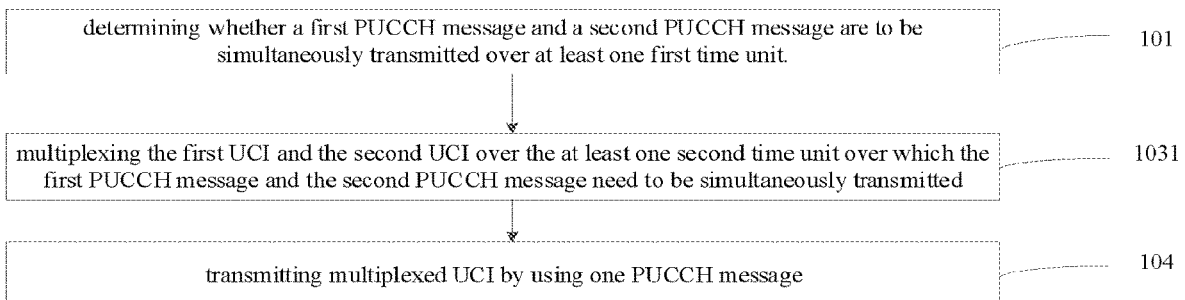 determining whether a first PUCCH message and a second PUCCH message are to be
simultaneously transmitted over at least one first time unit.
101
multiplexing the first UCI and the second UCI over the at least one second time unit over which the
first PUCCH message and the second PUCCH message need to be simultaneously transmitted
1031
transmitting multiplexed UCI by using one PUCCH message
104